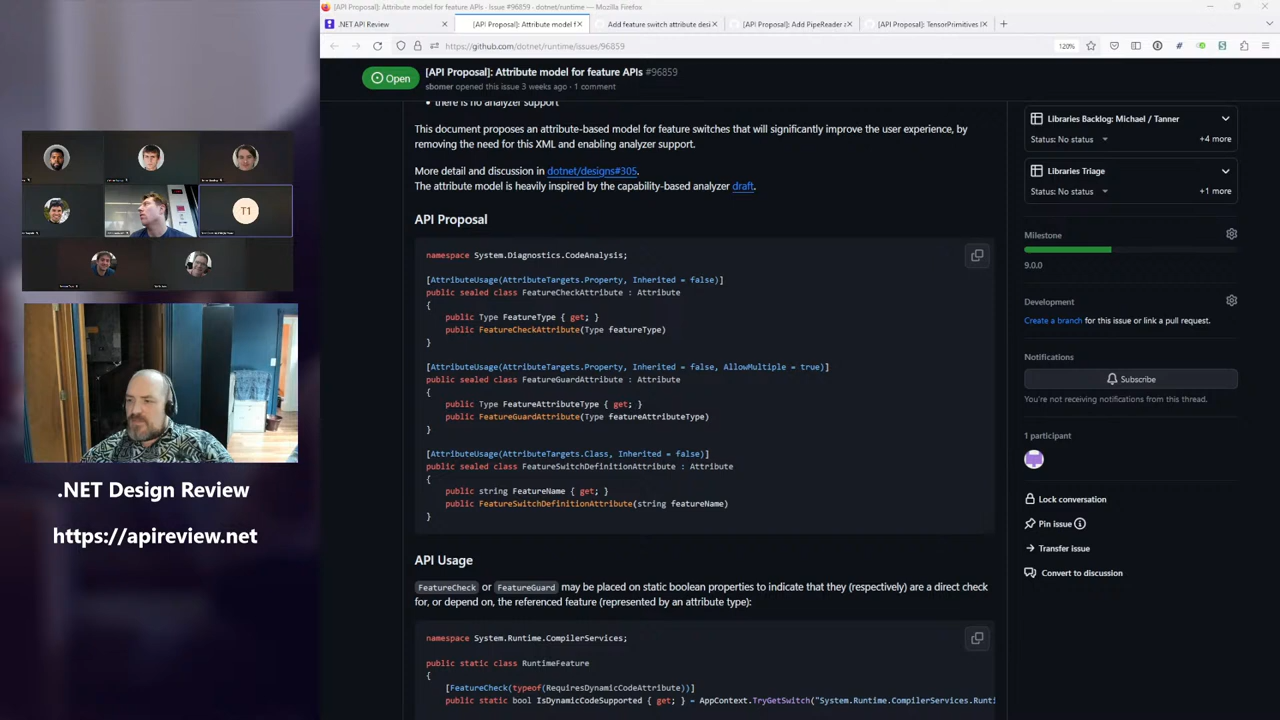 [API Proposal]: Attribute model for feature APIs · Issue #96859 · dotnet/runtime — Mozilla Firefox
.NET API Review
[API Proposal]: Attribute model f
Add feature switch attribute desi
[API Proposal]: Add PipeReader
[API Proposal]: TensorPrimitives
https://github.com/dotnet/runtime/issues/96859
120%
Open
[API Proposal]: Attribute model for feature APIs #96859
sbomer opened this issue 3 weeks ago · 1 comment
• there is no analyzer support
This document proposes an attribute-based model for feature switches that will significantly improve the user experience, by
removing the need for this XML and enabling analyzer support.
More detail and discussion in dotnet/designs#305.
The attribute model is heavily inspired by the capability-based analyzer draft.
API Proposal
namespace System.Diagnostics.CodeAnalysis;
[AttributeUsage(AttributeTargets.Property, Inherited = false)]
public sealed class FeatureCheckAttribute : Attribute
{
public Type FeatureType { get; }
public FeatureCheckAttribute(Type featureType)
}
[AttributeUsage(AttributeTargets.Property, Inherited = false, AllowMultiple = true)]
public sealed class FeatureGuardAttribute : Attribute
{
public Type FeatureAttributeType { get; }
public FeatureGuardAttribute(Type featureAttributeType)
}
[AttributeUsage(AttributeTargets.Class, Inherited = false)]
public sealed class FeatureSwitchDefinitionAttribute : Attribute
{
public string FeatureName { get; }
public FeatureSwitchDefinitionAttribute(string featureName)
}
API Usage
FeatureCheck or FeatureGuard may be placed on static boolean properties to indicate that they (respectively) are a direct check
for, or depend on, the referenced feature (represented by an attribute type):
namespace System.Runtime.CompilerServices;
public static class RuntimeFeature
{
[FeatureCheck(typeof(RequiresDynamicCodeAttribute))]
public static bool IsDynamicCodeSupported { get; } = AppContext.TryGetSwitch("System.Runtime.CompilerServices.Runti
Libraries Backlog: Michael / Tanner
Status: No status
+4 more
Libraries Triage
Status: No status
+1 more
Milestone
9.0.0
Development
Create a branch for this issue or link a pull request.
Notifications
Subscribe
You're not receiving notifications from this thread.
1 participant
Lock conversation
Pin issue
Transfer issue
Convert to discussion
T1
.NET Design Review
https://apireview.net